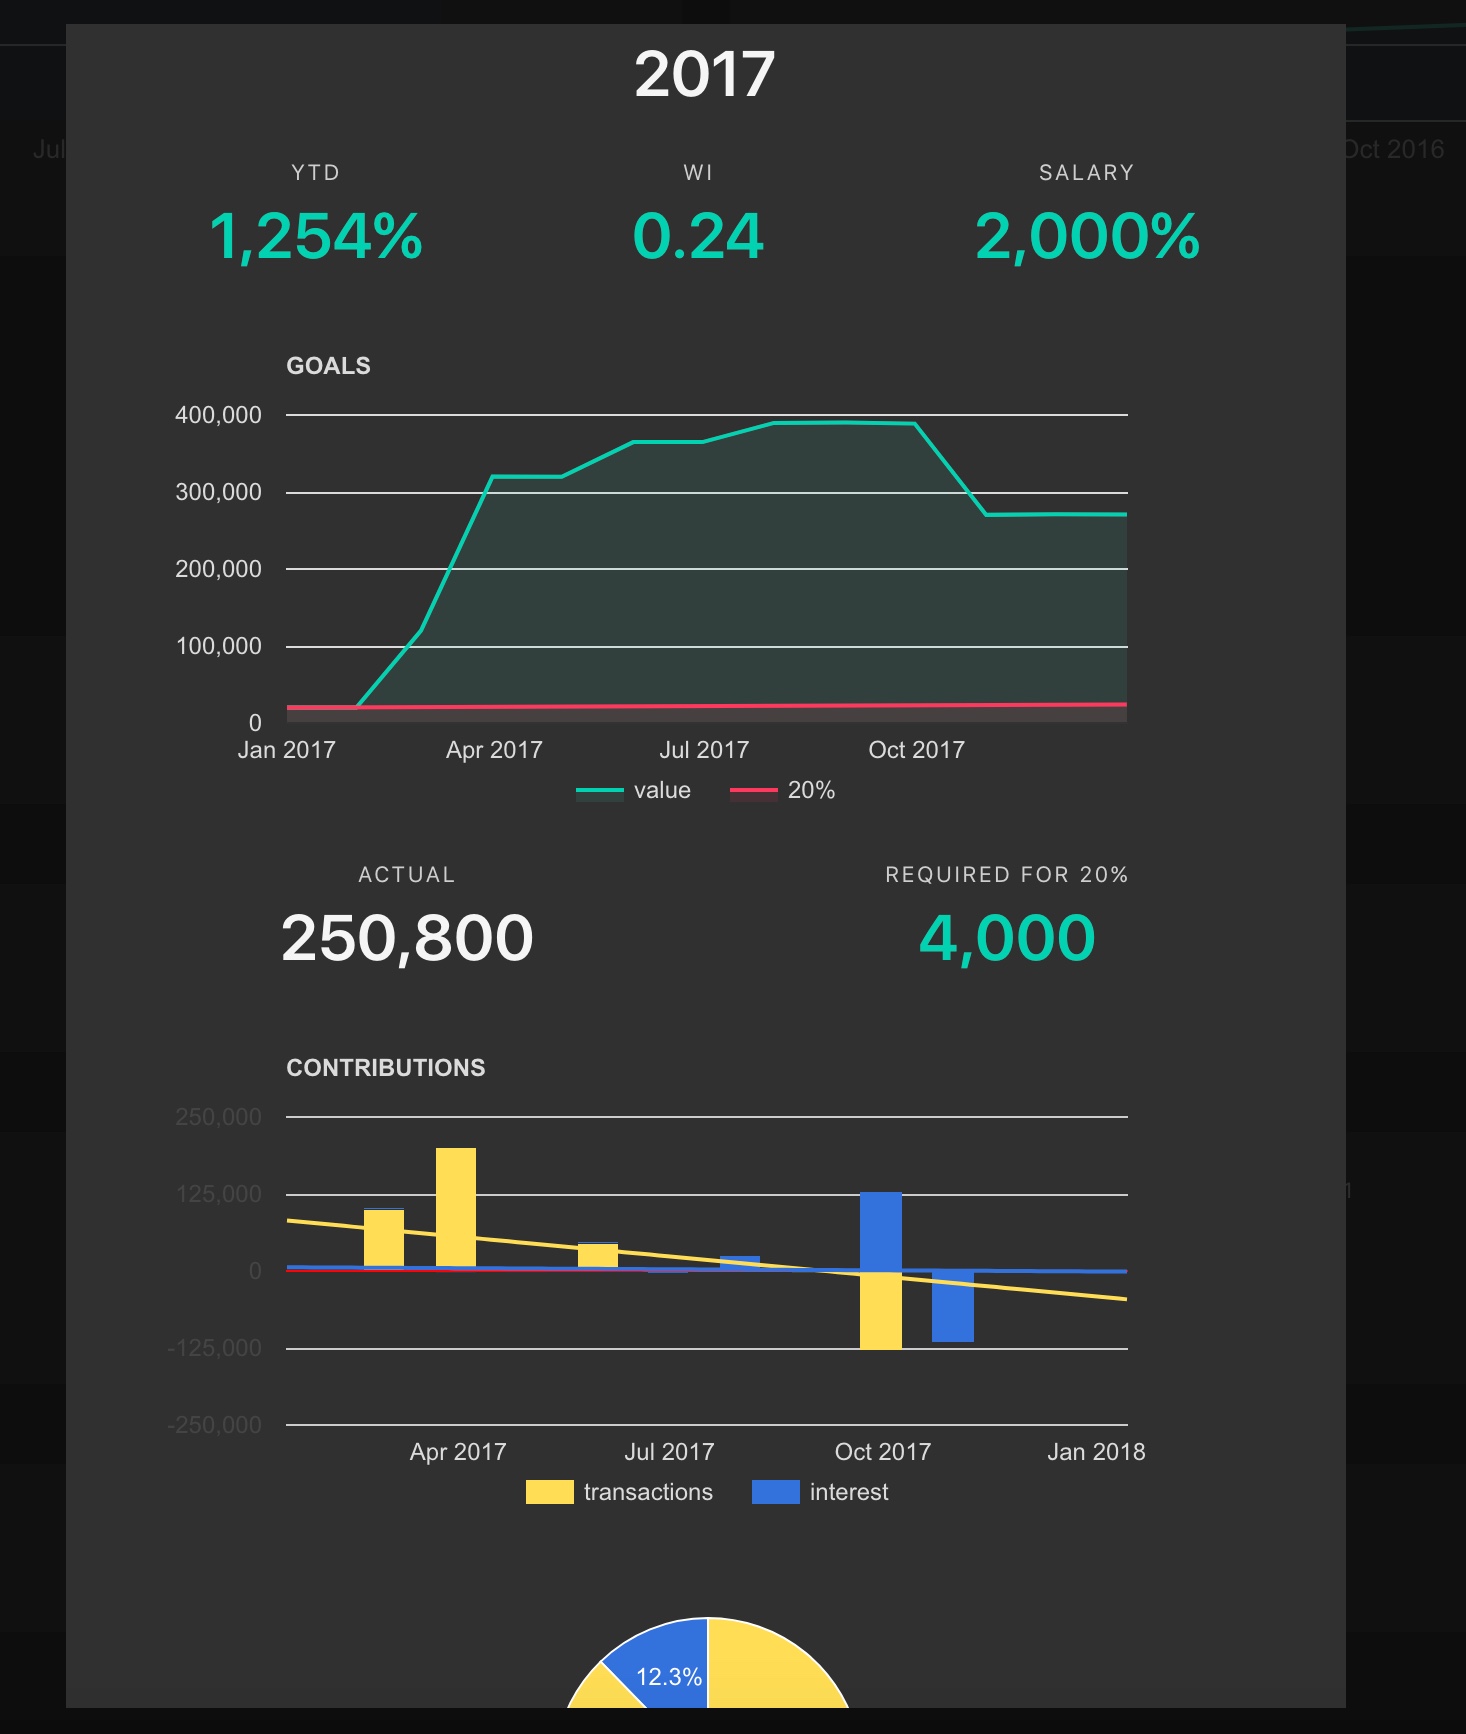 2017
Jul
Oct 2016
YTD
WI
SALARY
1,254%
0.24
2,000%
GOALS
400,000
300,000
200,000
100,000
0
Jan 2017
Apr 2017
Jul 2017
Oct 2017
value
20%
ACTUAL
REQUIRED FOR 20%
250,800
4,000
CONTRIBUTIONS
250,000
125,000
0
-125,000
-250,000
Apr 2017
Jul 2017
Oct 2017
Jan 2018
transactions
interest
12.3%